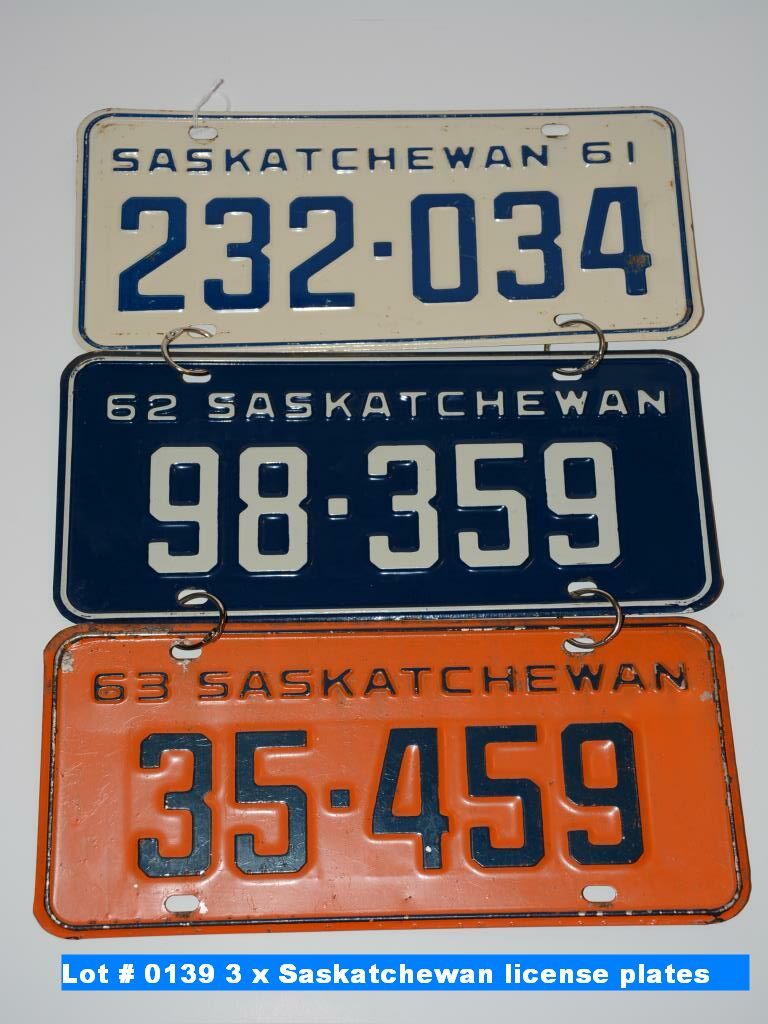 SASKATCHEWAN 61
232·034
62 SASKATCHEWAN
98·359
63 SASKATCHEWAN
35·459
Lot # 0139 3 x Saskatchewan license plates